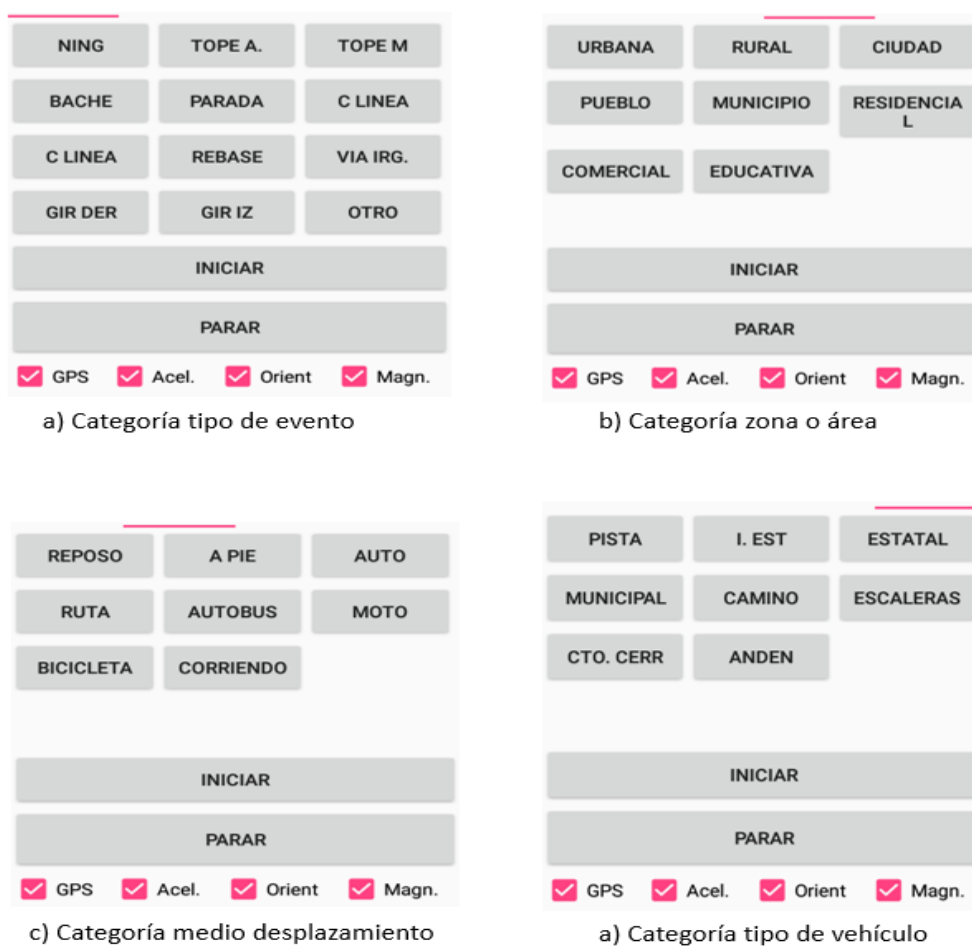 NING TOPE A. TOPE M
BACHE PARADA C LINEA
C LINEA REBASE VIA IRG.
GIR DER GIR IZ OTRO
INICIAR
PARAR
GPS Acel. Orient Magn.
a) Categoría tipo de evento
URBANA RURAL CIUDAD
PUEBLO MUNICIPIO RESIDENCIA
L
COMERCIAL EDUCATIVA
INICIAR
PARAR
GPS Acel. Orient Magn.
b) Categoría zona o área
REPOSO A PIE AUTO
RUTA AUTOBUS MOTO
BICICLETA CORRIENDO
INICIAR
PARAR
GPS Acel. Orient Magn.
c) Categoría medio desplazamiento
PISTA I. EST ESTATAL
MUNICIPAL CAMINO ESCALERAS
CTO. CERR ANDEN
INICIAR
PARAR
GPS Acel. Orient Magn.
a) Categoría tipo de vehículo